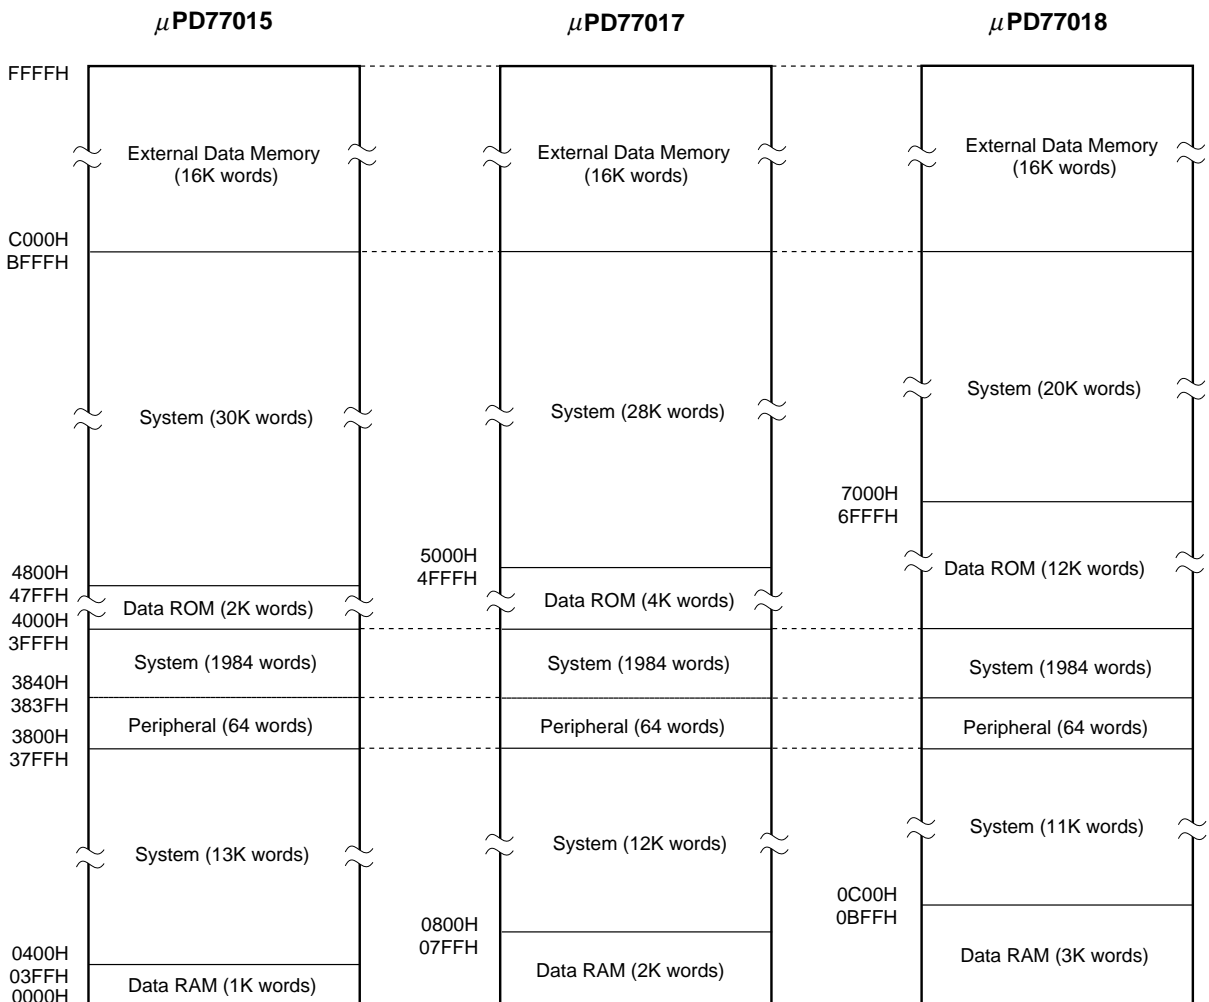 μPD77015
μPD77017
μPD77018
FFFFH
External Data Memory
(16K words)
External Data Memory
(16K words)
External Data Memory
(16K words)
C000H
BFFFH
System (30K words)
System (28K words)
System (20K words)
7000H
6FFFH
5000H
4FFFH
4800H
47FFH
Data ROM (2K words)
Data ROM (4K words)
Data ROM (12K words)
4000H
3FFFH
System (1984 words)
System (1984 words)
System (1984 words)
3840H
383FH
Peripheral (64 words)
Peripheral (64 words)
Peripheral (64 words)
3800H
37FFH
System (13K words)
System (12K words)
System (11K words)
0C00H
0BFFH
0800H
07FFH
0400H
03FFH
0000H
Data RAM (1K words)
Data RAM (2K words)
Data RAM (3K words)